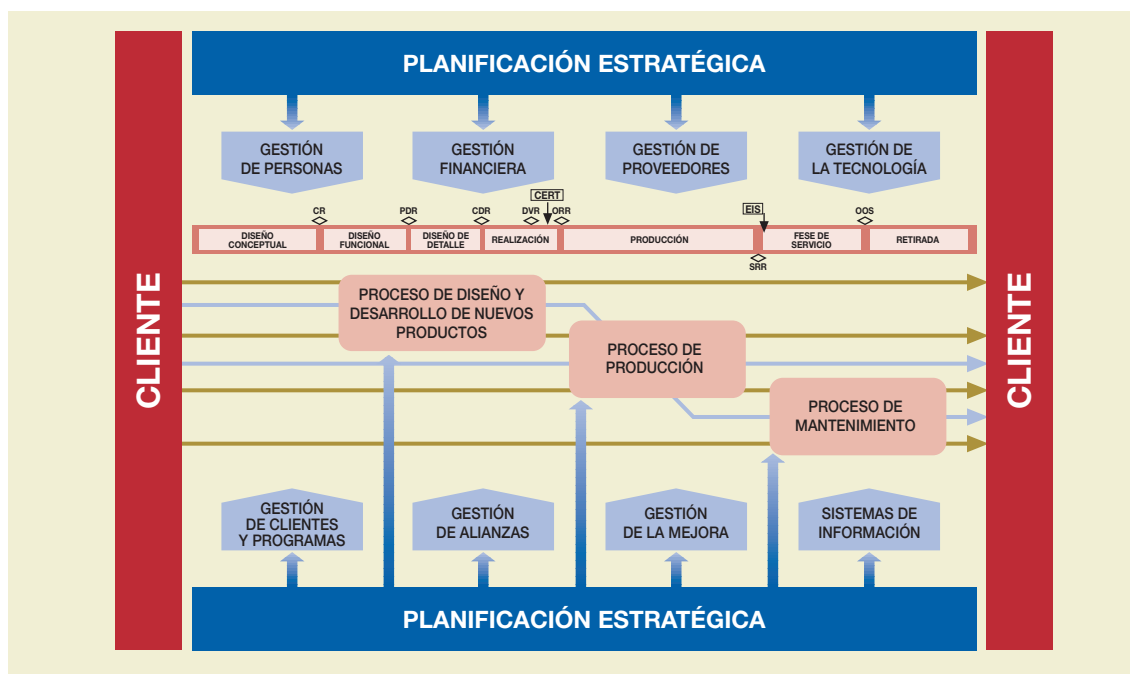 PLANIFICACIÓN ESTRATÉGICA
CLIENTE
CLIENTE
GESTIÓN
DE PERSONAS
GESTIÓN
FINANCIERA
GESTIÓN DE
PROVEEDORES
GESTIÓN DE
LA TECNOLOGÍA
CERT
CR
PDR
CDR
DVR
ORR
EIS
OOS
DISEÑO
CONCEPTUAL
DISEÑO
FUNCIONAL
DISEÑO DE
DETALLE
REALIZACIÓN
PRODUCCIÓN
FESE DE
SERVICIO
RETIRADA
SRR
PROCESO DE DISEÑO Y
DESARROLLO DE NUEVOS
PRODUCTOS
PROCESO DE
PRODUCCIÓN
PROCESO DE
MANTENIMIENTO
GESTIÓN
DE CLIENTES
Y PROGRAMAS
GESTIÓN
DE ALIANZAS
GESTIÓN
DE LA MEJORA
SISTEMAS DE
INFORMACIÓN
PLANIFICACIÓN ESTRATÉGICA